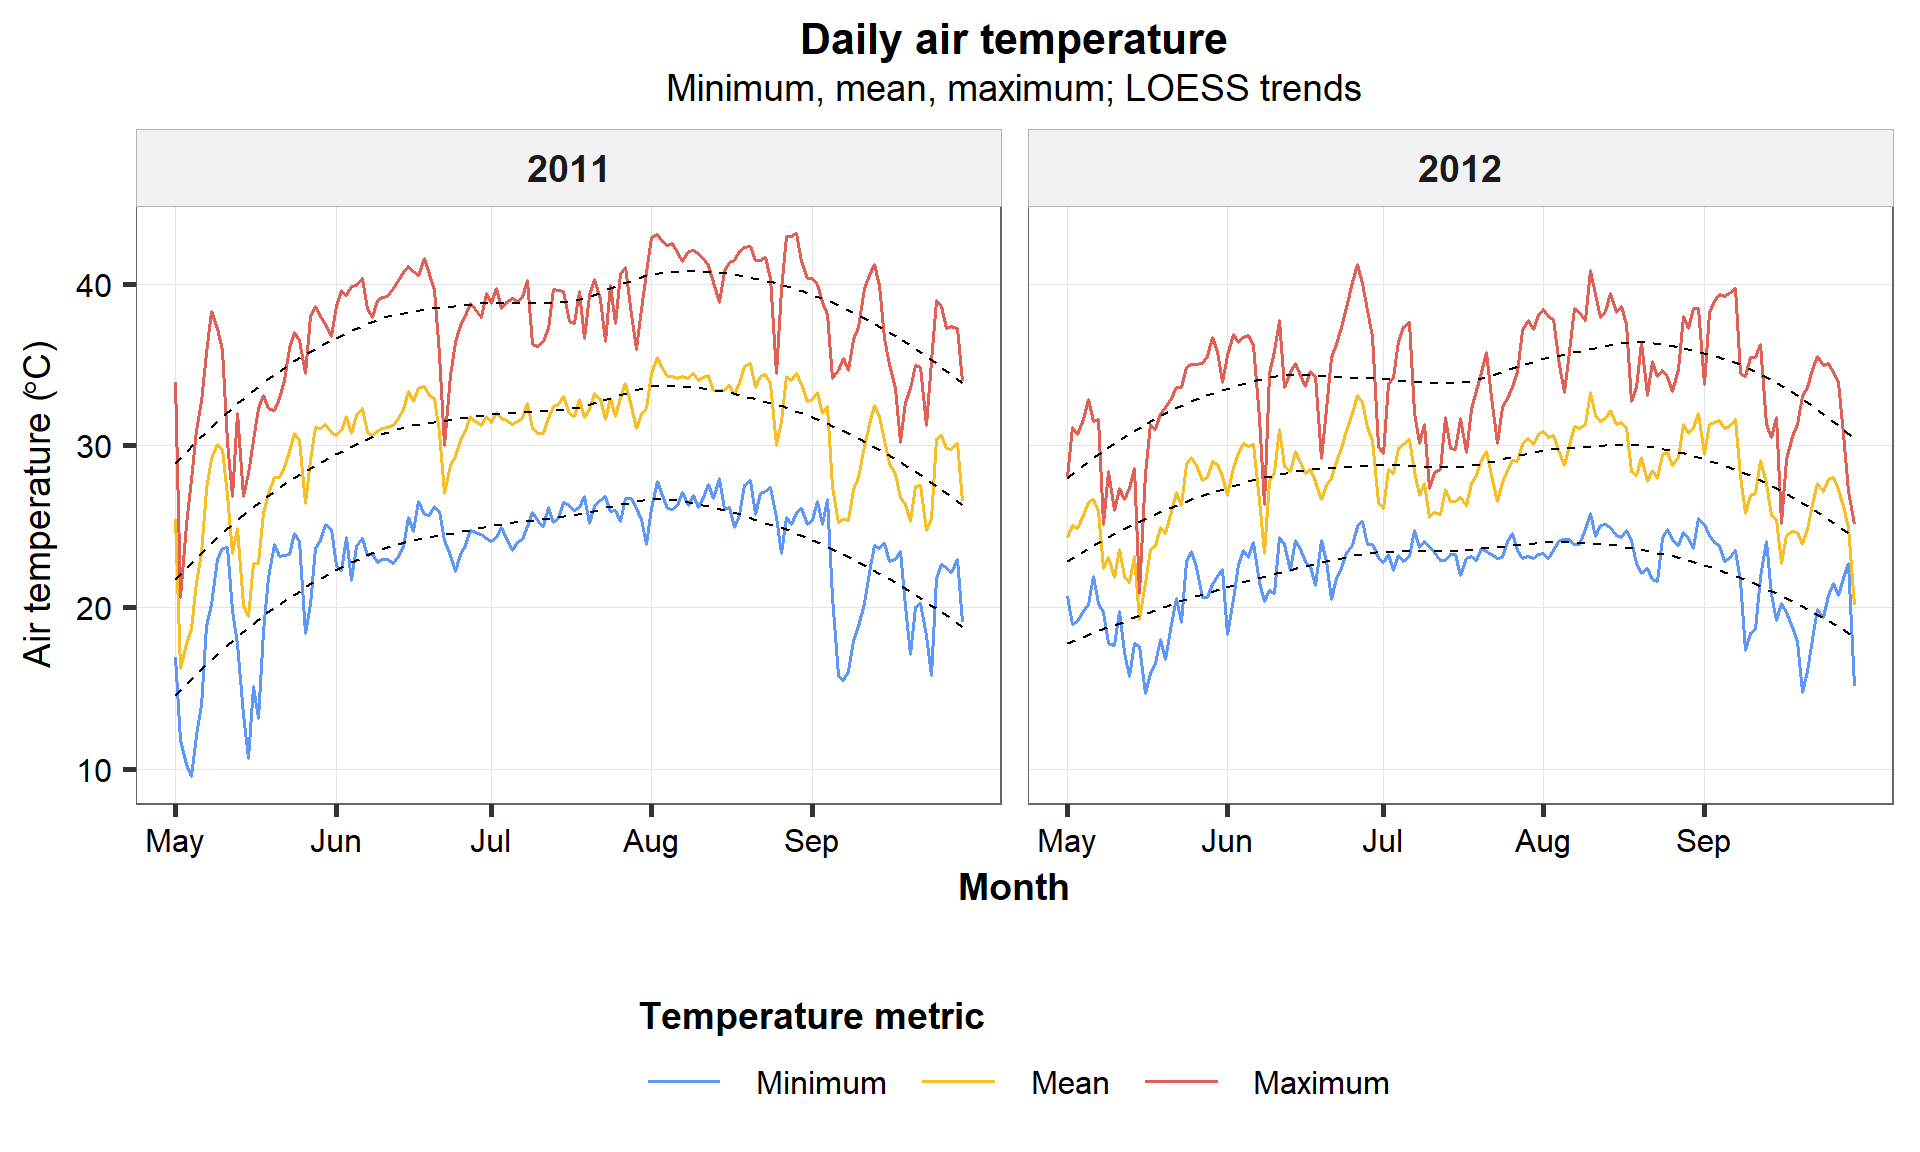 Daily air temperature
Minimum, mean, maximum; LOESS trends
2011 2012
Air temperature (°C)
40
30
20
10
May Jun Jul Aug Sep May Jun Jul Aug Sep
Month
Temperature metric
Minimum Mean Maximum